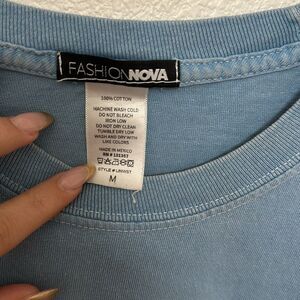 FASHIONNOVA
100% COTTON
MACHINE WASH COLD
DO NOT BLEACH
IRON LOW
DO NOT DRY CLEAN
TUMBLE DRY LOW
WASH AND DRY WITH
LIKE COLORS
MADE IN MEXICO
STYLE #
M